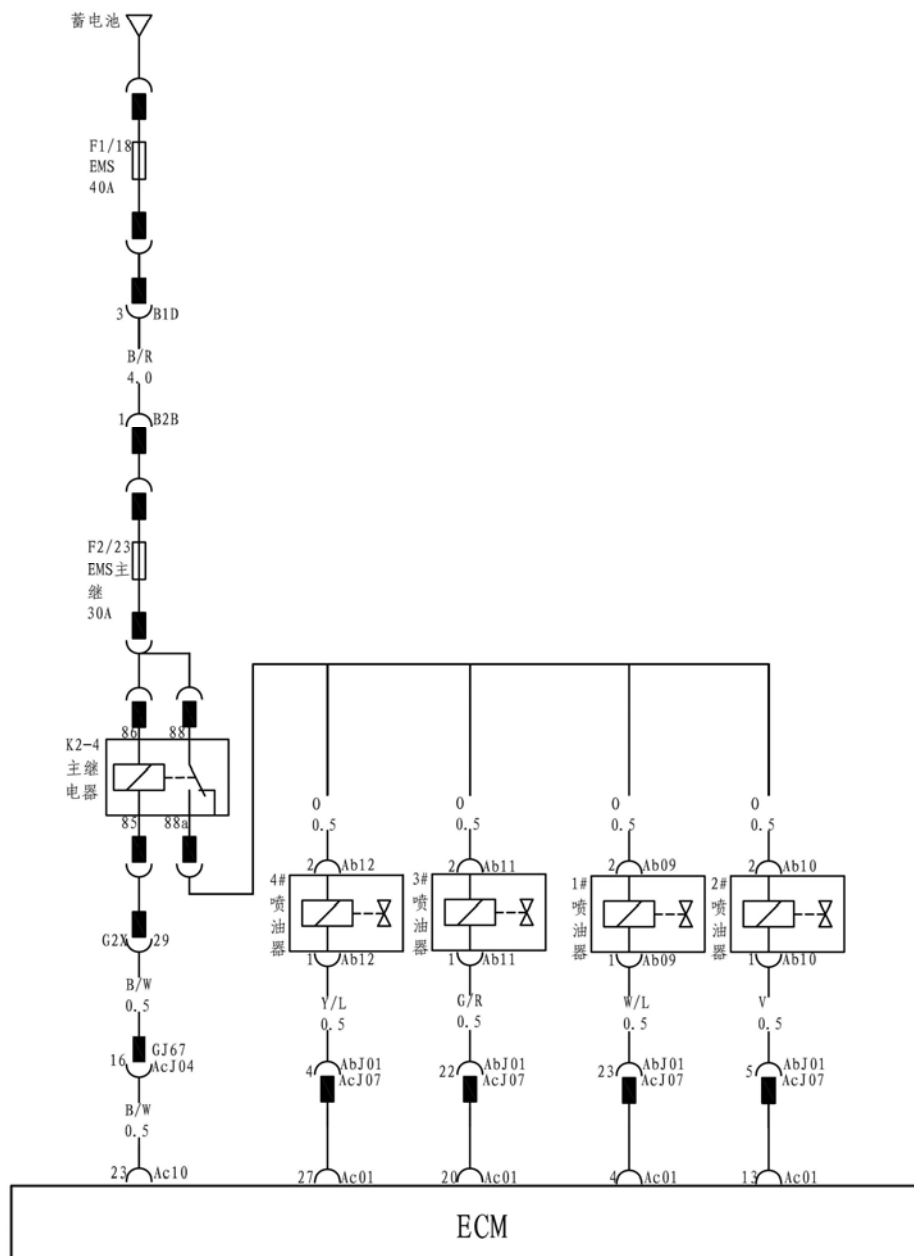 蓄电池
F1/18
EMS
40A
3 B1D
B/R
4.0
1 B2B
F2/23
EMS主
继
30A
86 88
K2-4
主继
电器
85 88a
G2X 29
B/W
0.5
GJ67
16 AcJ04
B/W
0.5
23 Ac10
O
0.5
2 Ab12
4#
喷
油
器
1 Ab12
Y/L
0.5
AbJ01
4 AcJ07
27 Ac01
O
0.5
2 Ab11
3#
喷
油
器
1 Ab11
G/R
0.5
AbJ01
22 AcJ07
20 Ac01
O
0.5
2 Ab09
1#
喷
油
器
1 Ab09
W/L
0.5
AbJ01
23 AcJ07
4 Ac01
O
0.5
2 Ab10
2#
喷
油
器
1 Ab10
V
0.5
AbJ01
5 AcJ07
13 Ac01
ECM